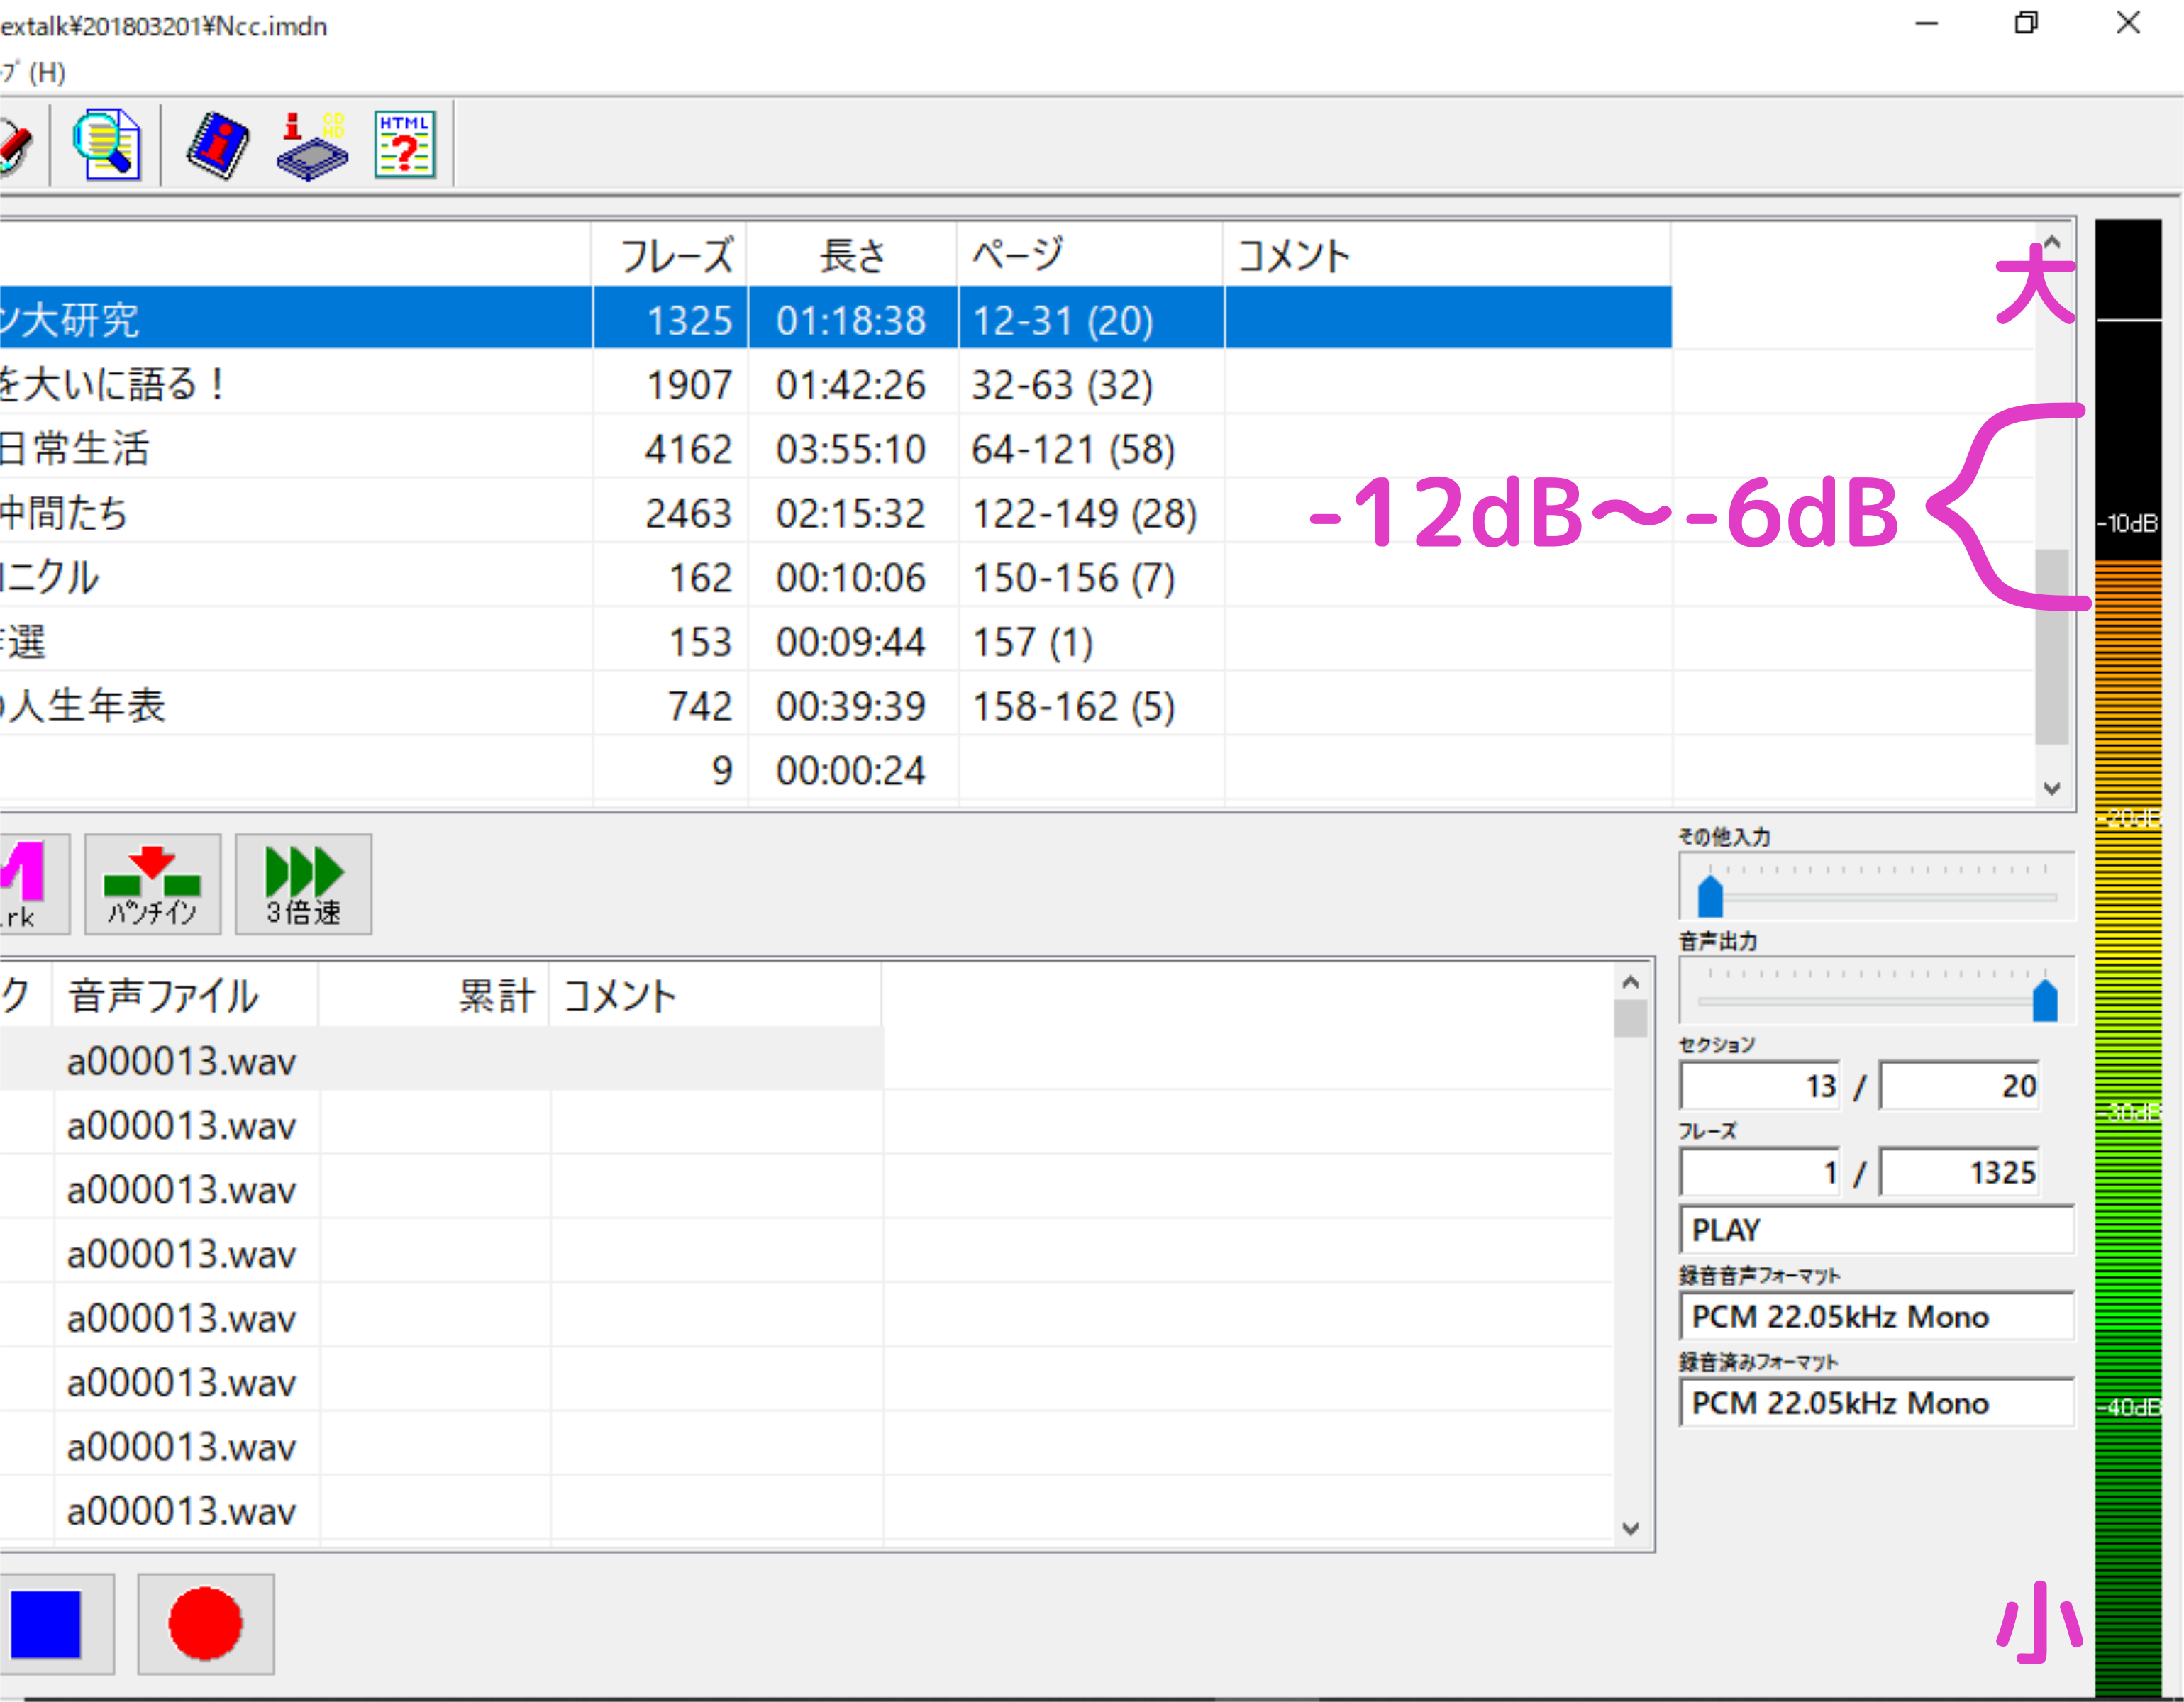 extalk¥201803201¥Ncc.imdn
(H)
HTML
フレーズ 長さ ページ コメント
大
ン大研究 1325 01:18:38 12-31 (20)
を大いに語る！ 1907 01:42:26 32-63 (32)
日常生活 4162 03:55:10 64-121 (58)
仲間たち 2463 02:15:32 122-149 (28)
-12dB～-6dB
-10dB
ニクル 162 00:10:06 150-156 (7)
選 153 00:09:44 157 (1)
人生年表 742 00:39:39 158-162 (5)
9 00:00:24
-20dB
その他入力
rk パンチイン 3倍速
音声出力
ク 音声ファイル 累計 コメント
a000013.wav
a000013.wav
a000013.wav
a000013.wav
a000013.wav
a000013.wav
a000013.wav
a000013.wav
セクション
13 / 20
-30dB
フレーズ
1 / 1325
PLAY
録音音声フォーマット
PCM 22.05kHz Mono
録音済みフォーマット
PCM 22.05kHz Mono
-40dB
小